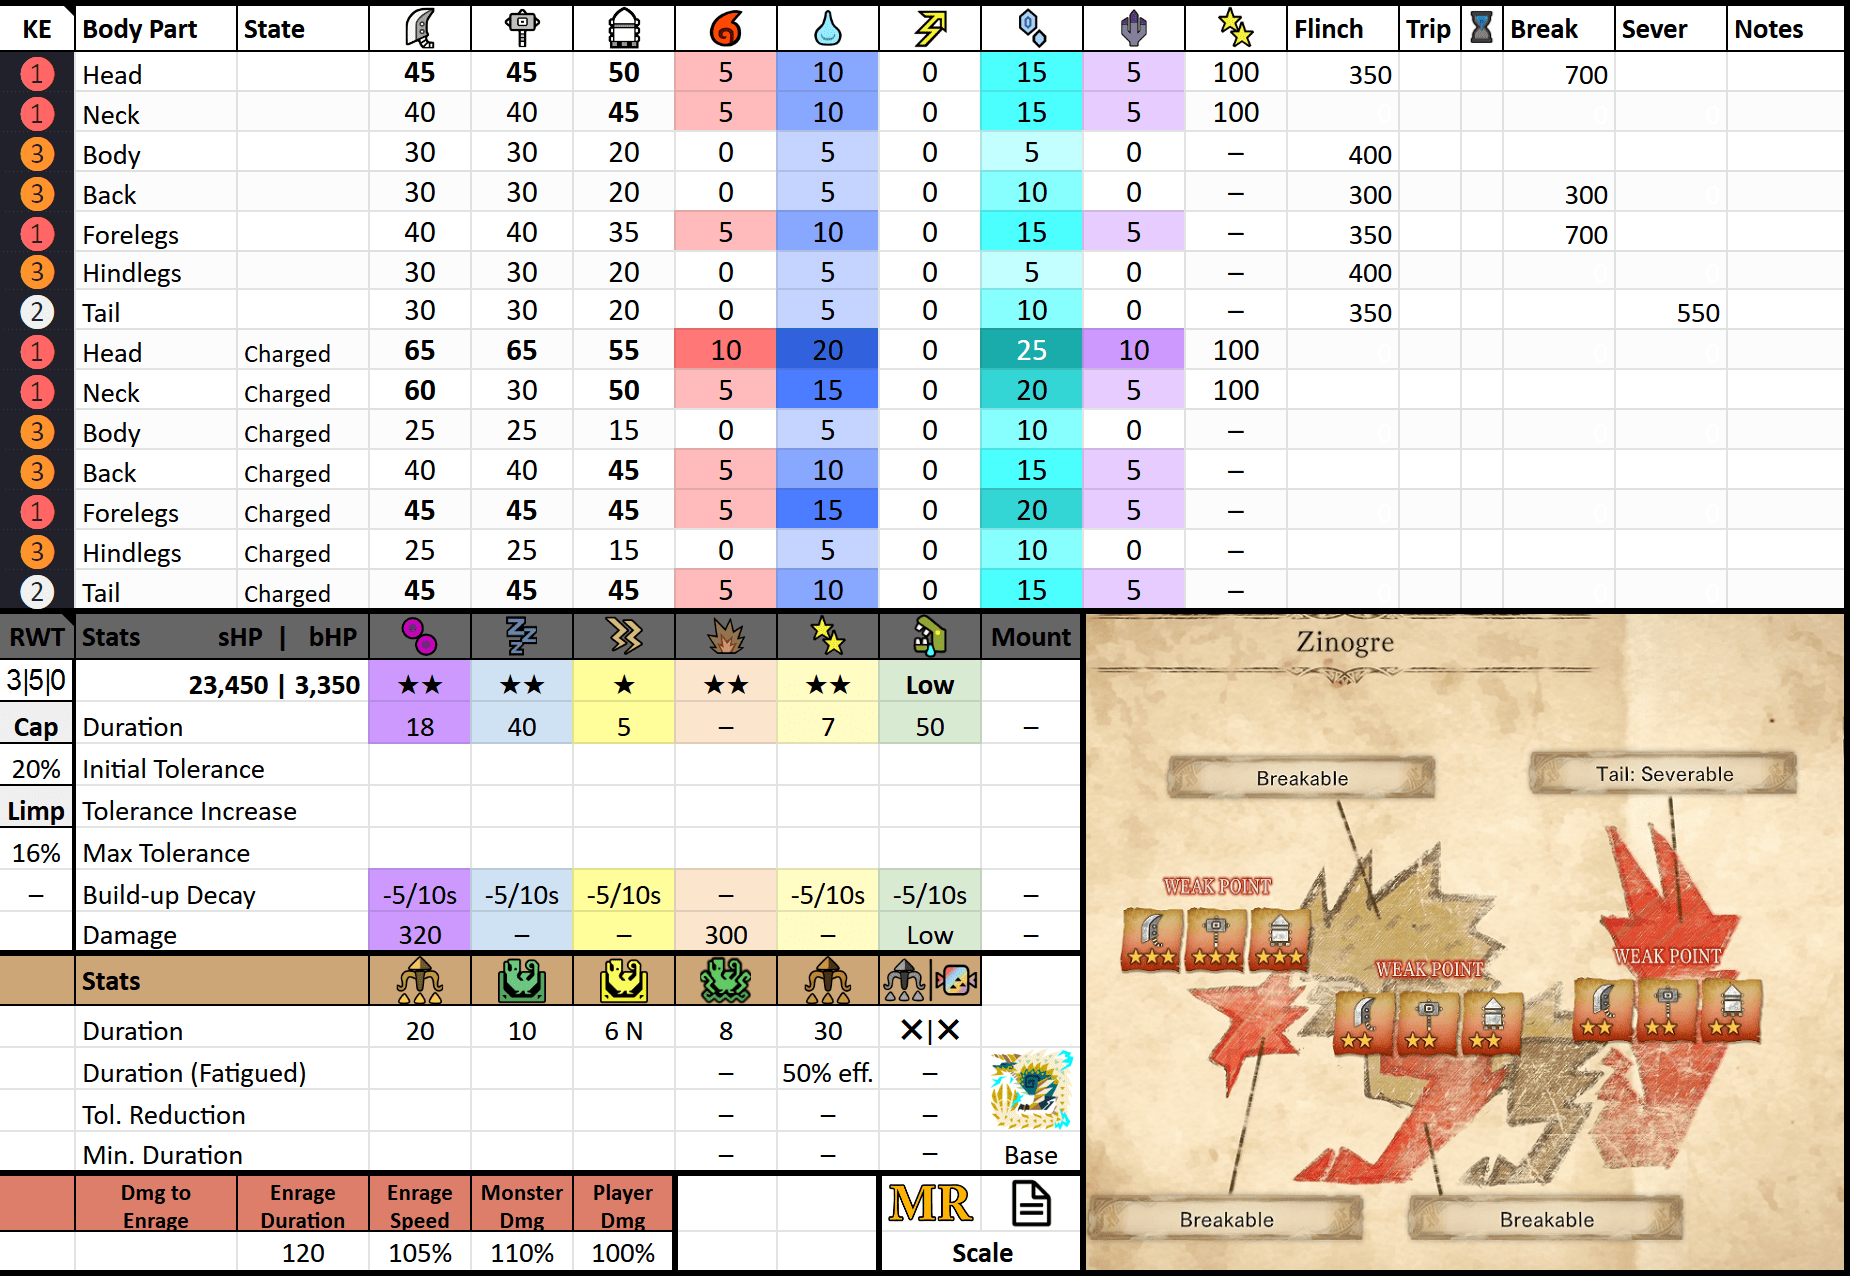 KE Body Part State Flinch Trip Break Sever Notes
1 Head 45 45 50 5 10 0 15 5 100 350 700
1 Neck 40 40 45 5 10 0 15 5 100
3 Body 30 30 20 0 5 0 5 0 – 400
3 Back 30 30 20 0 5 0 10 0 – 300 300
1 Forelegs 40 40 35 5 10 0 15 5 – 350 700
3 Hindlegs 30 30 20 0 5 0 5 0 – 400
2 Tail 30 30 20 0 5 0 10 0 – 350 550
1 Head Charged 65 65 55 10 20 0 25 10 100
1 Neck Charged 60 30 50 5 15 0 20 5 100
3 Body Charged 25 25 15 0 5 0 10 0 –
3 Back Charged 40 40 45 5 10 0 15 5 –
1 Forelegs Charged 45 45 45 5 15 0 20 5 –
3 Hindlegs Charged 25 25 15 0 5 0 10 0 –
2 Tail Charged 45 45 45 5 10 0 15 5 –
RWT Stats sHP | bHP Mount
3|5|0 23,450 | 3,350 ★★ ★★ ★ ★★ ★★ Low
Cap Duration 18 40 5 – 7 50 –
20% Initial Tolerance
Limp Tolerance Increase
16% Max Tolerance
– Build-up Decay -5/10s -5/10s -5/10s – -5/10s -5/10s –
Damage 320 – – 300 – Low –
Stats
Duration 20 10 6 N 8 30 ✕|✕
Duration (Fatigued) – 50% eff. –
Tol. Reduction – – –
Min. Duration – – – Base
Dmg to Enrage Enrage Duration Enrage Speed Monster Dmg Player Dmg MR
120 105% 110% 100% Scale
Zinogre
Breakable
Tail: Severable
WEAK POINT
WEAK POINT
WEAK POINT
Breakable
Breakable